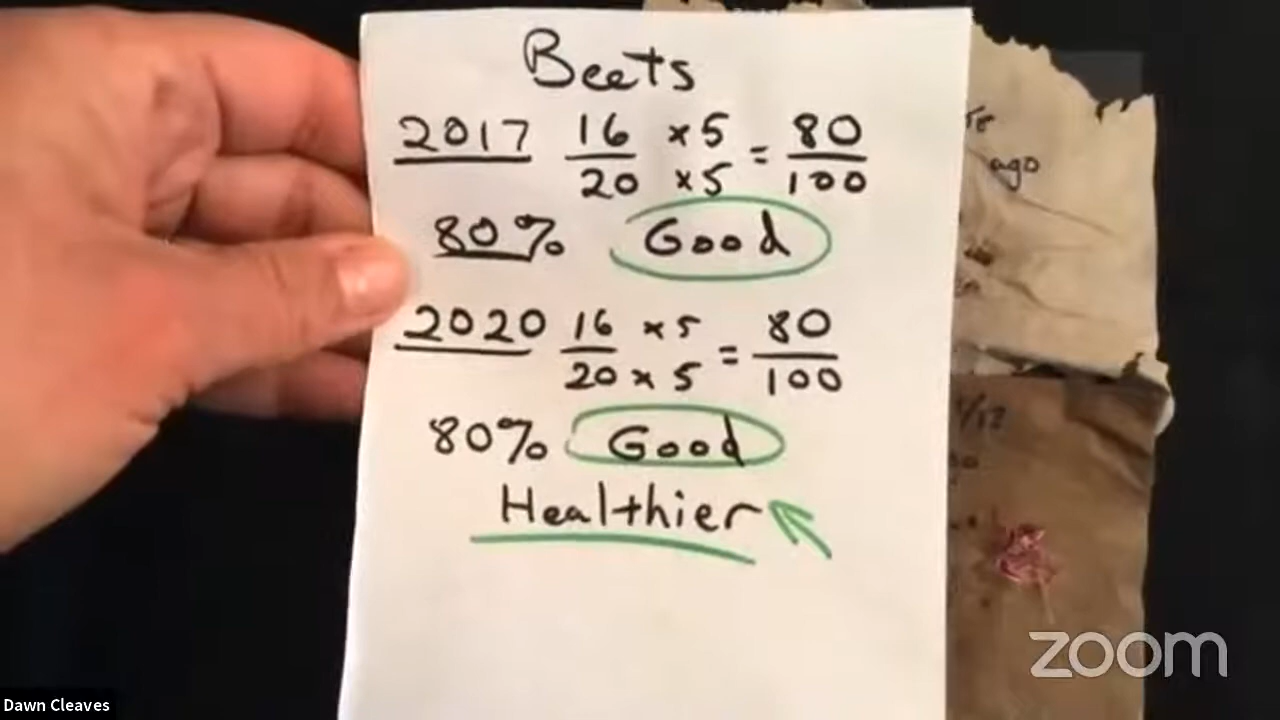 Beets
2017 16/20 ×5/×5 = 80/100
80% Good
2020 16/20 ×5/×5 = 80/100
80% Good
Healthier
ago
zoom
Dawn Cleaves